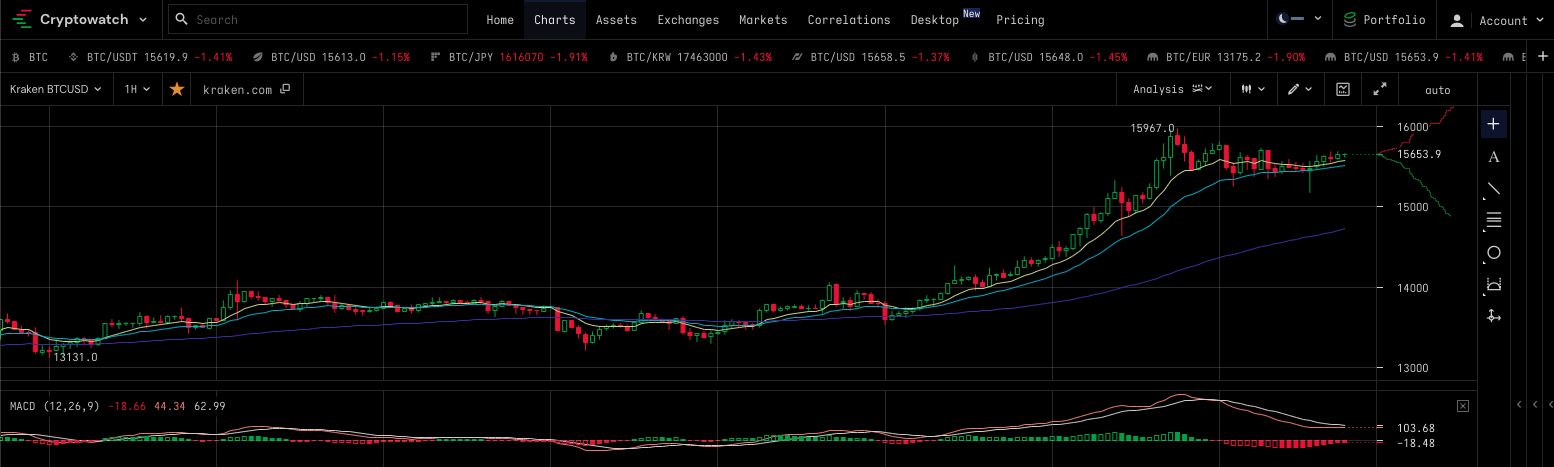 Cryptowatch Search Home Charts Assets Exchanges Markets Correlations Desktop New Pricing Portfolio Account
BTC BTC/USDT 15619.9 -1.41% BTC/USD 15613.0 -1.15% BTC/JPY 1616070 -1.91% BTC/KRW 17463000 -1.43% BTC/USD 15658.5 -1.37% BTC/USD 15648.0 -1.45% BTC/EUR 13175.2 -1.90% BTC/USD 15653.9 -1.41%
Kraken BTCUSD 1H kraken.com Analysis auto
15967.0 16000
15653.9
A
15000
14000
13131.0
13000
MACD (12,26,9) -18.66 44.34 62.99
103.68
-18.48